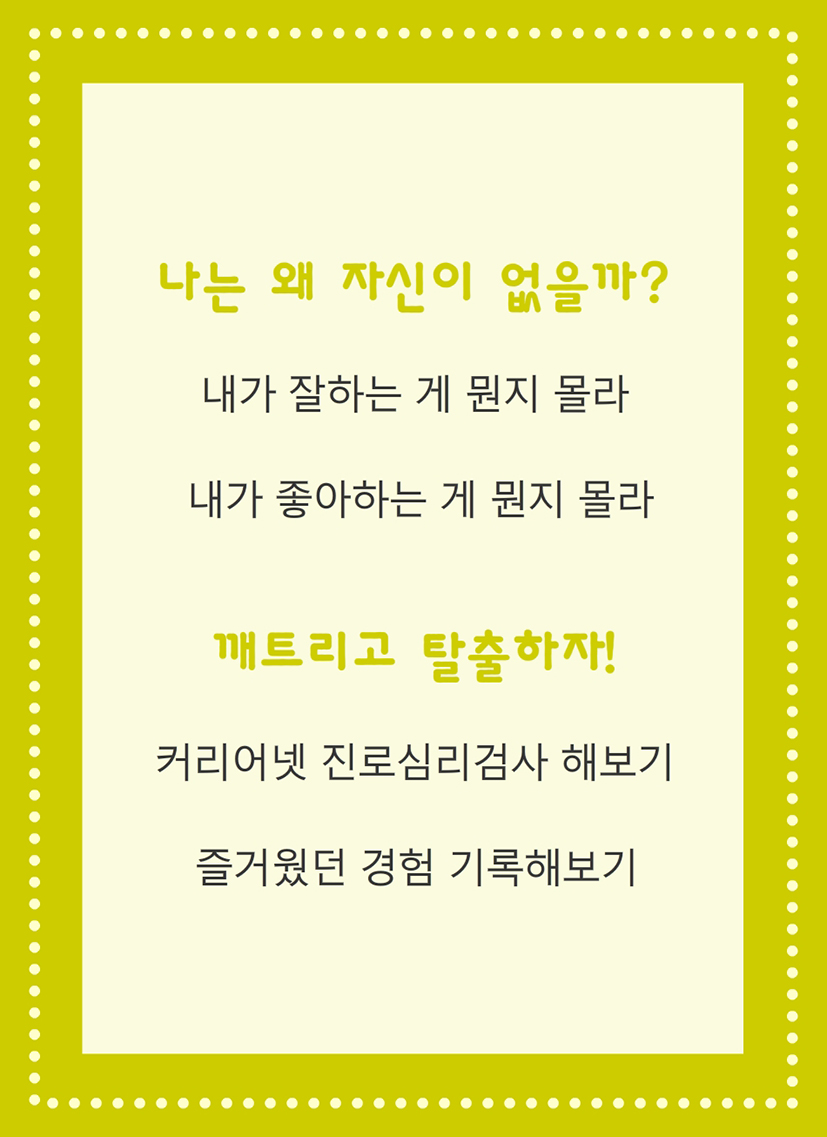 나는 왜 자신이 없을까?
내가 잘하는 게 뭔지 몰라
내가 좋아하는 게 뭔지 몰라
깨트리고 탈출하자!
커리어넷 진로심리검사 해보기
즐거웠던 경험 기록해보기